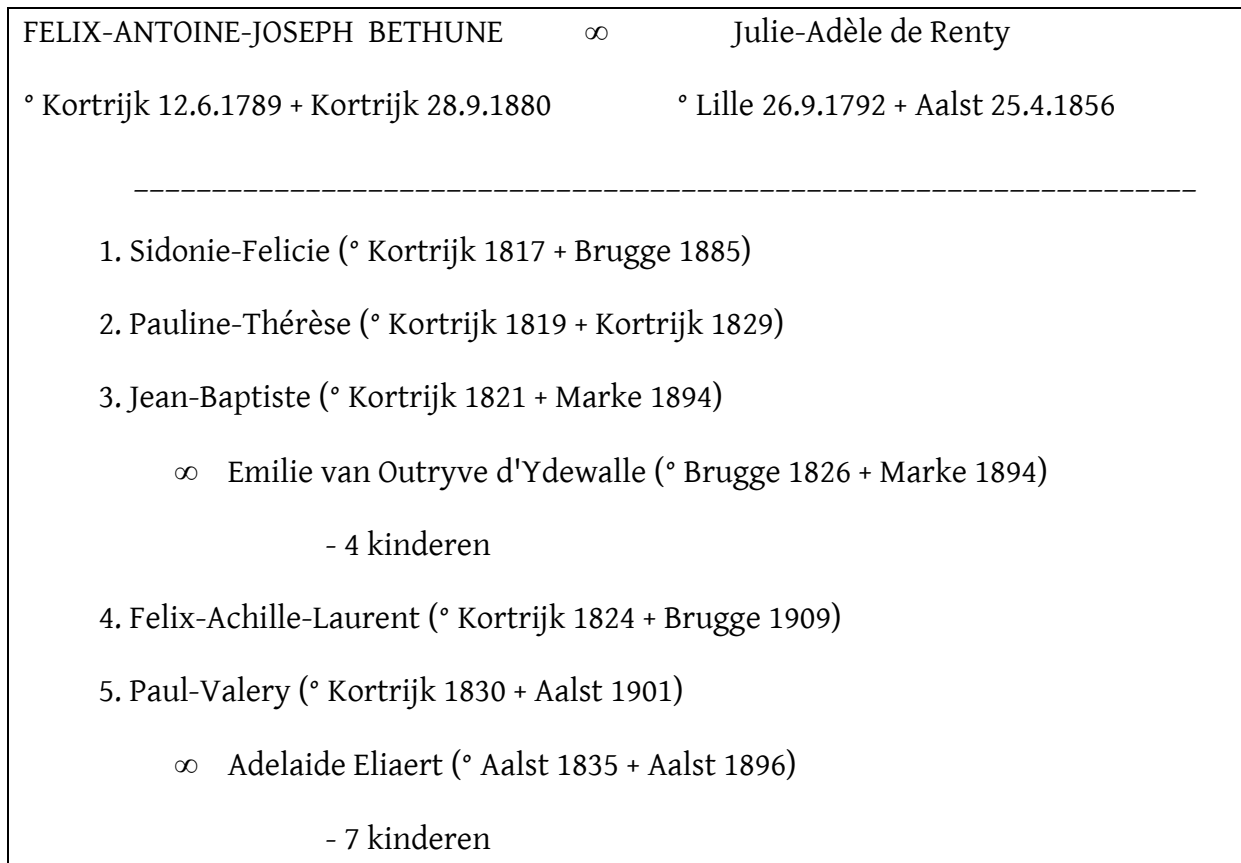 FELIX-ANTOINE-JOSEPH BETHUNE ∞ Julie-Adèle de Renty
° Kortrijk 12.6.1789 + Kortrijk 28.9.1880 ° Lille 26.9.1792 + Aalst 25.4.1856
1. Sidonie-Felicie (° Kortrijk 1817 + Brugge 1885)
2. Pauline-Thérèse (° Kortrijk 1819 + Kortrijk 1829)
3. Jean-Baptiste (° Kortrijk 1821 + Marke 1894)
∞ Emilie van Outryve d'Ydewalle (° Brugge 1826 + Marke 1894)
- 4 kinderen
4. Felix-Achille-Laurent (° Kortrijk 1824 + Brugge 1909)
5. Paul-Valery (° Kortrijk 1830 + Aalst 1901)
∞ Adelaide Eliaert (° Aalst 1835 + Aalst 1896)
- 7 kinderen